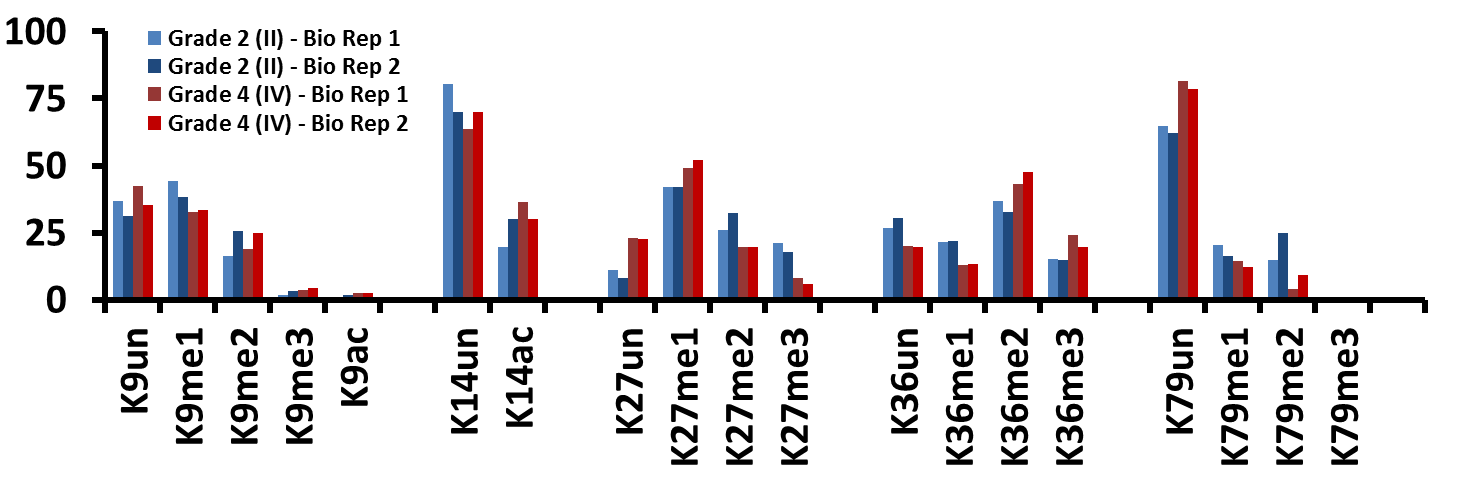 100
75
50
25
0
Grade 2 (II) - Bio Rep 1
Grade 2 (II) - Bio Rep 2
Grade 4 (IV) - Bio Rep 1
Grade 4 (IV) - Bio Rep 2
K9un
K9me1
K9me2
K9me3
K9ac
K14un
K14ac
K27un
K27me1
K27me2
K27me3
K36un
K36me1
K36me2
K36me3
K79un
K79me1
K79me2
K79me3